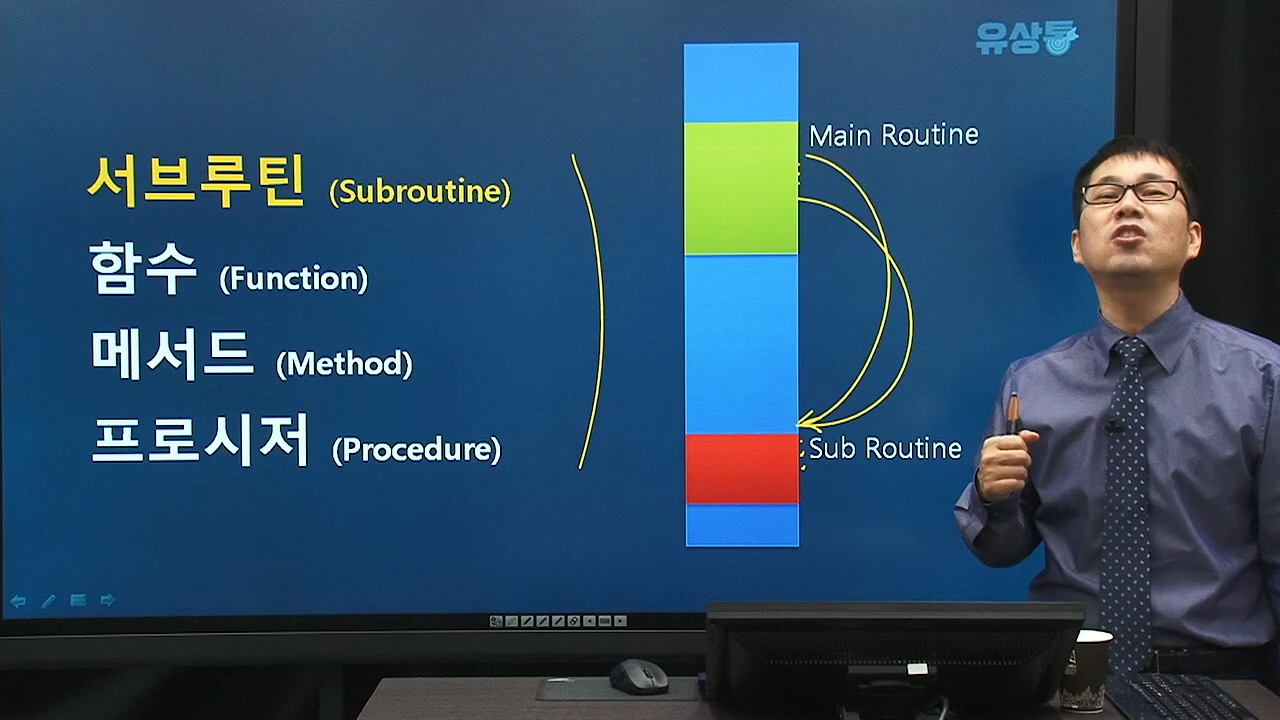 유상통
Main Routine
서브루틴 (Subroutine)
함수 (Function)
메서드 (Method)
프로시저 (Procedure)
Sub Routine